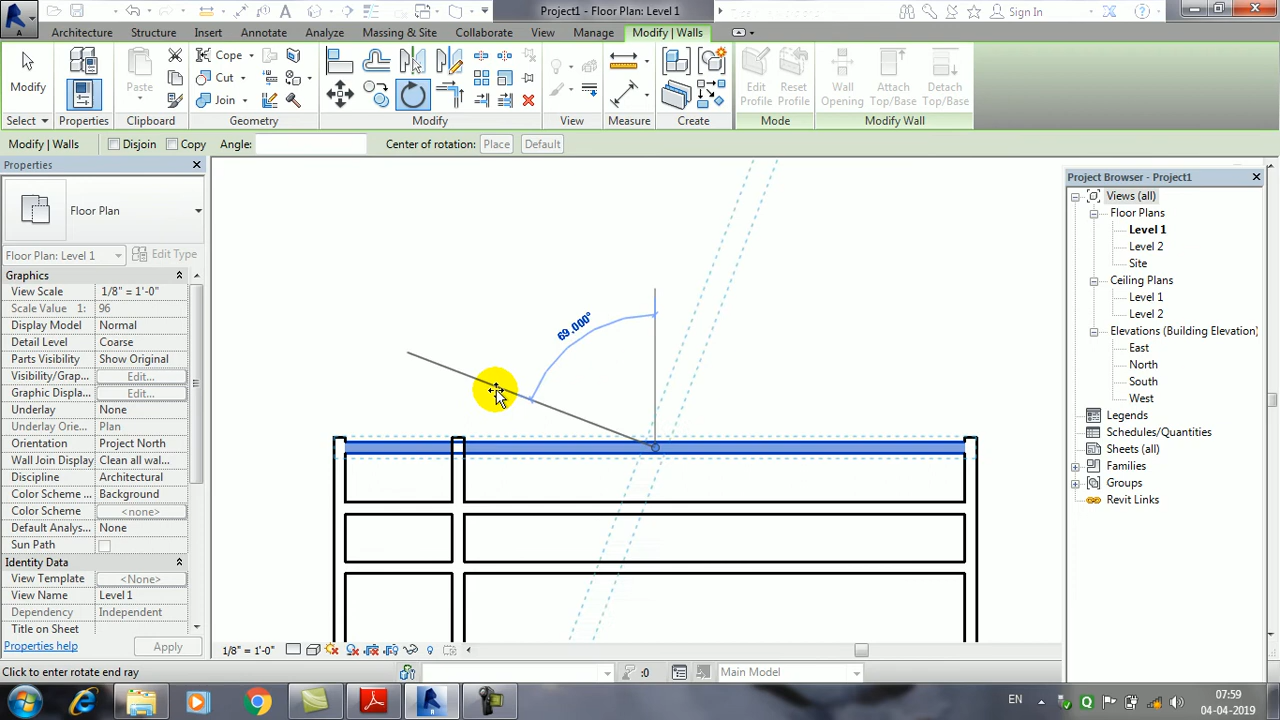 Project1 - Floor Plan: Level 1
Sign In
Architecture Structure Insert Annotate Analyze Massing & Site Collaborate View Manage Modify | Walls
Modify
Properties
Paste
Cope
Cut
Join
Edit Profile
Reset Profile
Wall Opening
Attach Top/Base
Detach Top/Base
Select Properties Clipboard Geometry Modify View Measure Create Mode Modify Wall
Modify | Walls Disjoin Copy Angle: Center of rotation: Place Default
Properties
Floor Plan
Floor Plan: Level 1 Edit Type
Graphics
View Scale 1/8" = 1'-0"
Scale Value 1: 96
Display Model Normal
Detail Level Coarse
Parts Visibility Show Original
Visibility/Grap... Edit...
Graphic Displa... Edit...
Underlay None
Underlay Orie... Plan
Orientation Project North
Wall Join Display Clean all wal...
Discipline Architectural
Color Scheme ... Background
Color Scheme <none>
Default Analys... None
Sun Path
Identity Data
View Template <None>
View Name Level 1
Dependency Independent
Title on Sheet
Properties help Apply
69.000°
Project Browser - Project1
Views (all)
Floor Plans
Level 1
Level 2
Site
Ceiling Plans
Level 1
Level 2
Elevations (Building Elevation)
East
North
South
West
Legends
Schedules/Quantities
Sheets (all)
Families
Groups
Revit Links
1/8" = 1'-0"
Click to enter rotate end ray
:0
Main Model
EN
07:59
04-04-2019